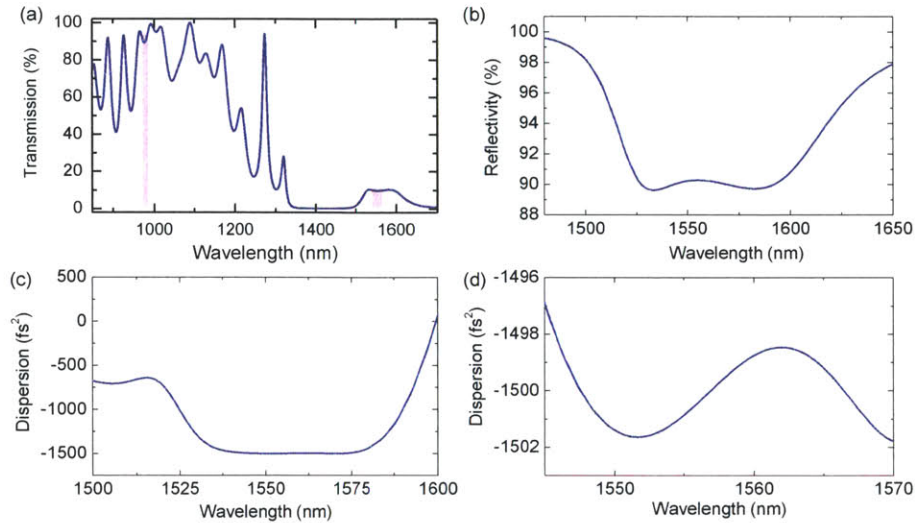 (a)
Transmission (%)
100
80
60
40
20
0
1000 1200 1400 1600
Wavelength (nm)
(b)
Reflectivity (%)
100
98
96
94
92
90
88
1500 1550 1600 1650
Wavelength (nm)
(c)
Dispersion (fs²)
500
0
-500
-1000
-1500
1500 1525 1550 1575 1600
Wavelength (nm)
(d)
Dispersion (fs²)
-1496
-1498
-1500
-1502
1550 1560 1570
Wavelength (nm)